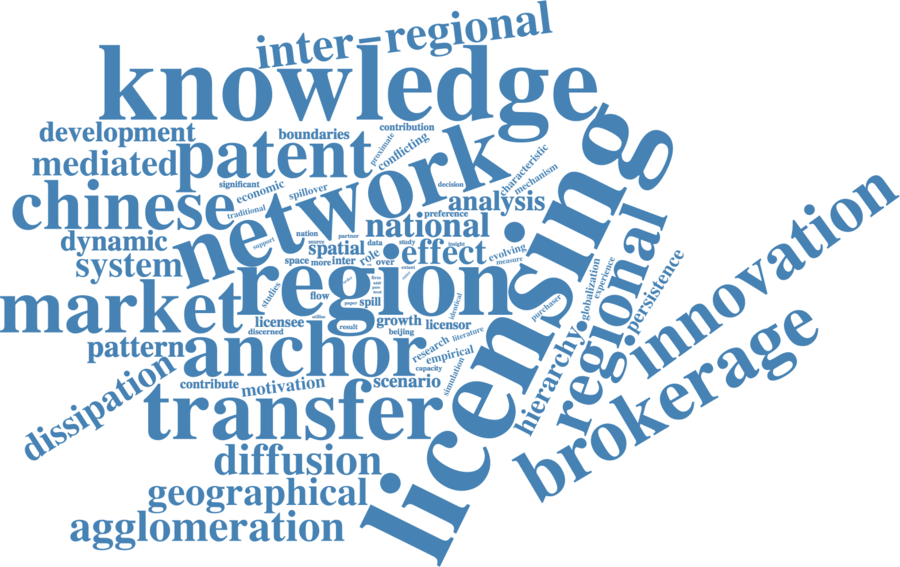 inter-regional
knowledge
development
boundaries
contribution
mediated
patent
proximate
conflicting
network
licensing
chinese
significant
economic
spillover
traditional
decision
characteristic
mechanism
analysis
preference
national
dynamic
system
support
nation
partner
source
spatial
data
study
insight
effect
evolving
measure
space
more
inter
role
over
extent
region
market
studies
flow
paper
spill
identical
purchaser
globalization
experience
regional
persistence
innovation
hierarchy
brokerage
licensee
discerned
utilize
result
growth
beijing
licensor
pattern
anchor
research
literature
empirical
capacity
simulation
dissipation
contribute
motivation
scenario
transfer
diffusion
geographical
agglomeration